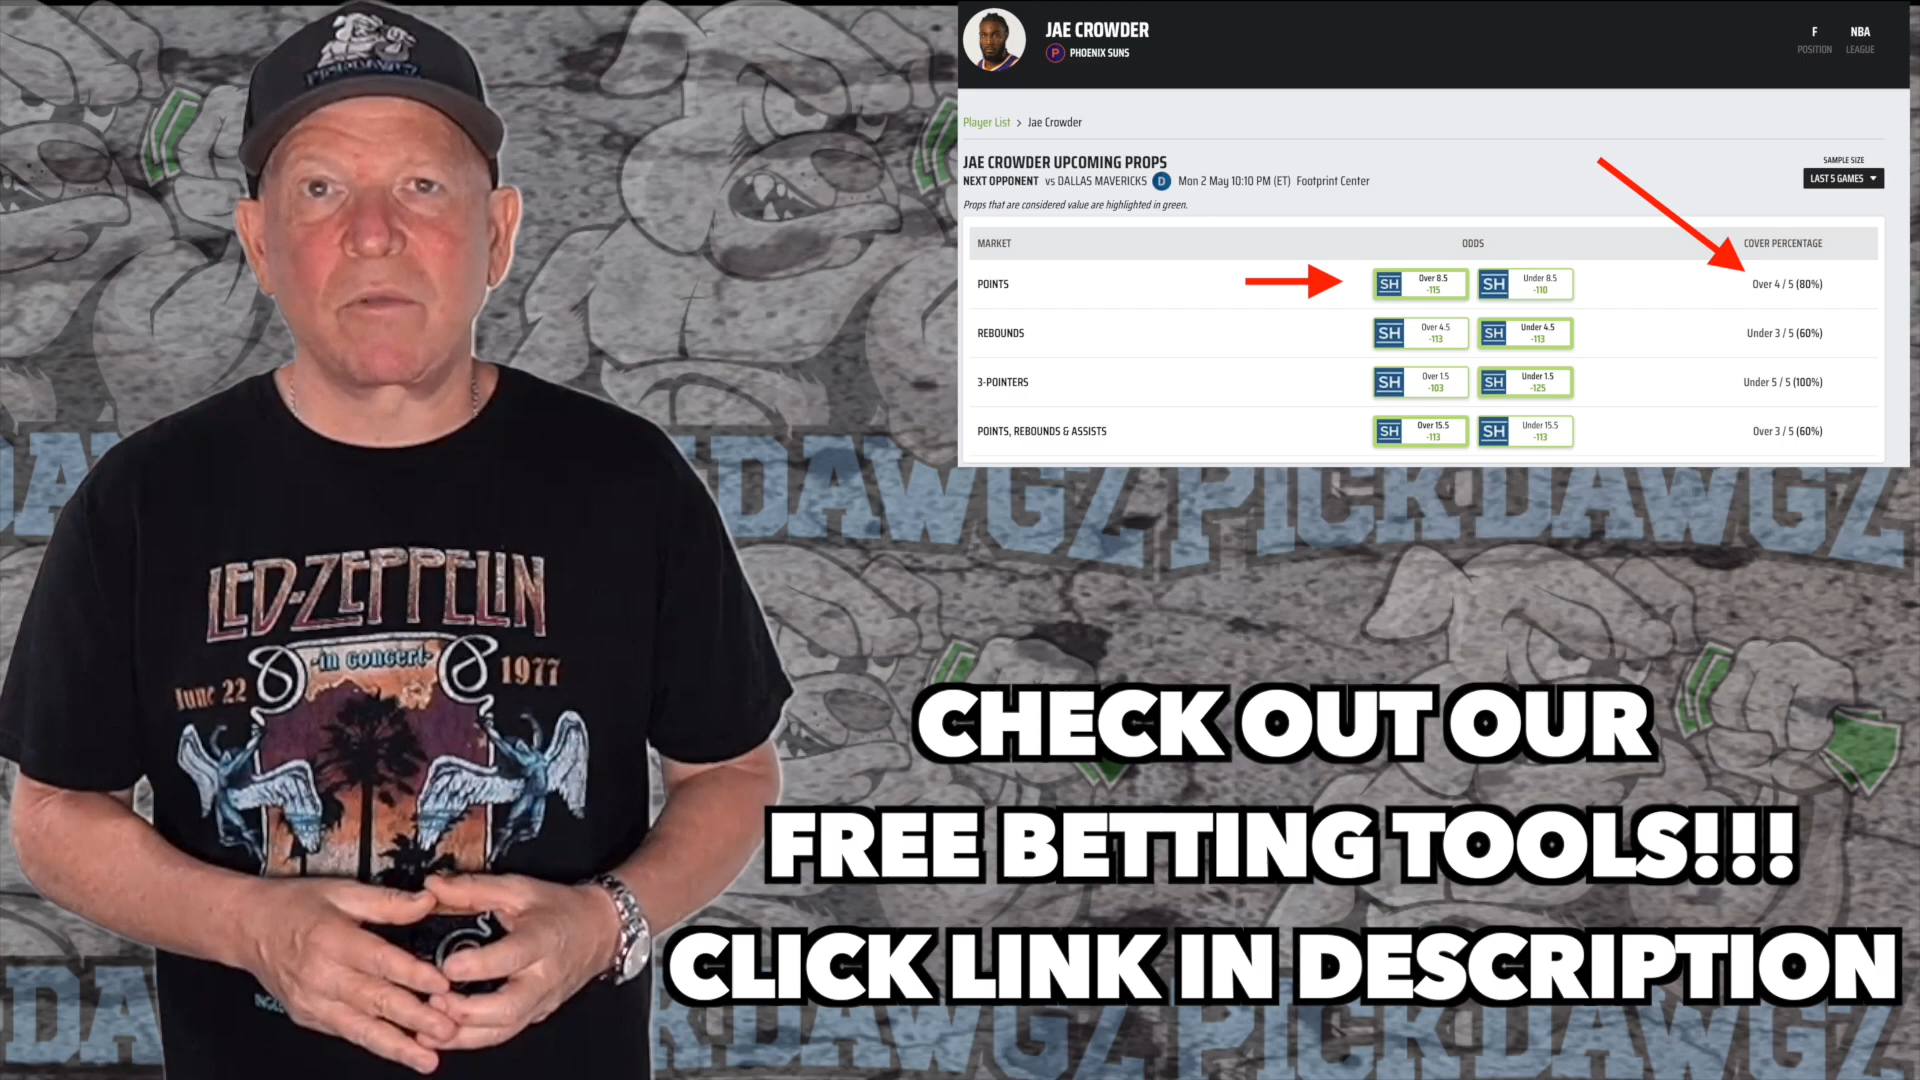 PICKDAWGZ
JAE CROWDER
P PHOENIX SUNS
F NBA
POSITION LEAGUE
Player List > Jae Crowder
JAE CROWDER UPCOMING PROPS
SAMPLE SIZE
NEXT OPPONENT vs DALLAS MAVERICKS D Mon 2 May 10:10 PM (ET) Footprint Center
LAST 5 GAMES
Props that are considered value are highlighted in green.
MARKET ODDS COVER PERCENTAGE
POINTS SH Over 8.5 -115 SH Under 8.5 -110 Over 4 / 5 (80%)
REBOUNDS SH Over 4.5 -113 SH Under 4.5 -113 Under 3 / 5 (60%)
3-POINTERS SH Over 1.5 -103 SH Under 1.5 -125 Under 5 / 5 (100%)
POINTS, REBOUNDS & ASSISTS SH Over 15.5 -113 SH Under 15.5 -113 Over 3 / 5 (60%)
DAWGZ PICKDAWGZ
LED-ZEPPELIN
-in concert-
June 22 1977
CHECK OUT OUR
FREE BETTING TOOLS!!!
CLICK LINK IN DESCRIPTION
PICKDAWGZ PICKDAWGZ